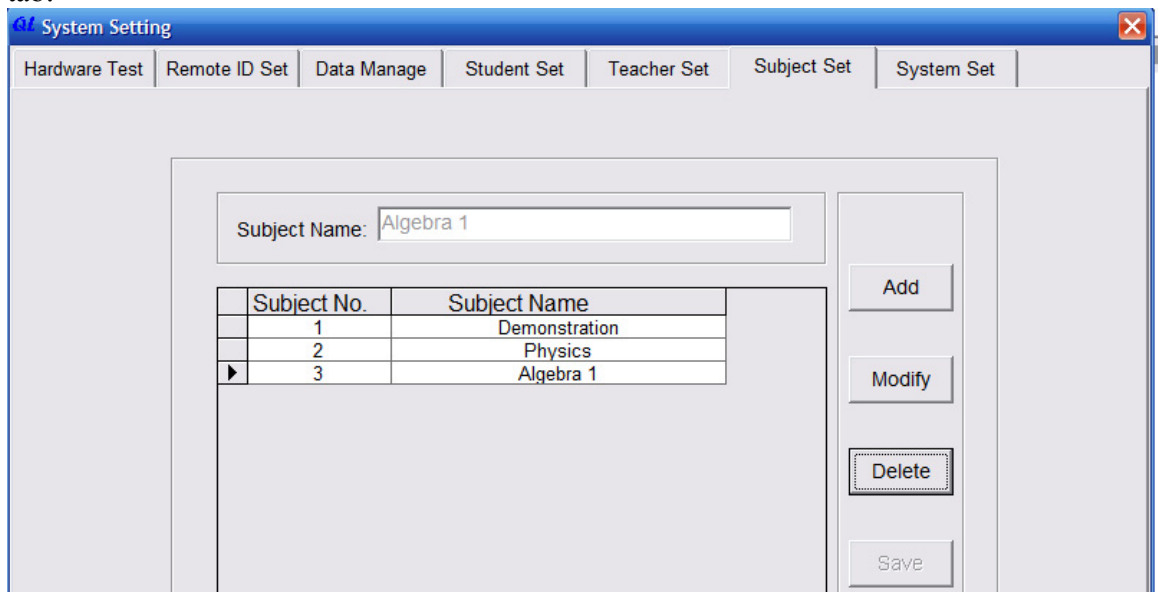 QL System Setting
Hardware Test Remote ID Set Data Manage Student Set Teacher Set Subject Set System Set
Subject Name: Algebra 1
Subject No. Subject Name
1 Demonstration
2 Physics
3 Algebra 1
Add
Modify
Delete
Save